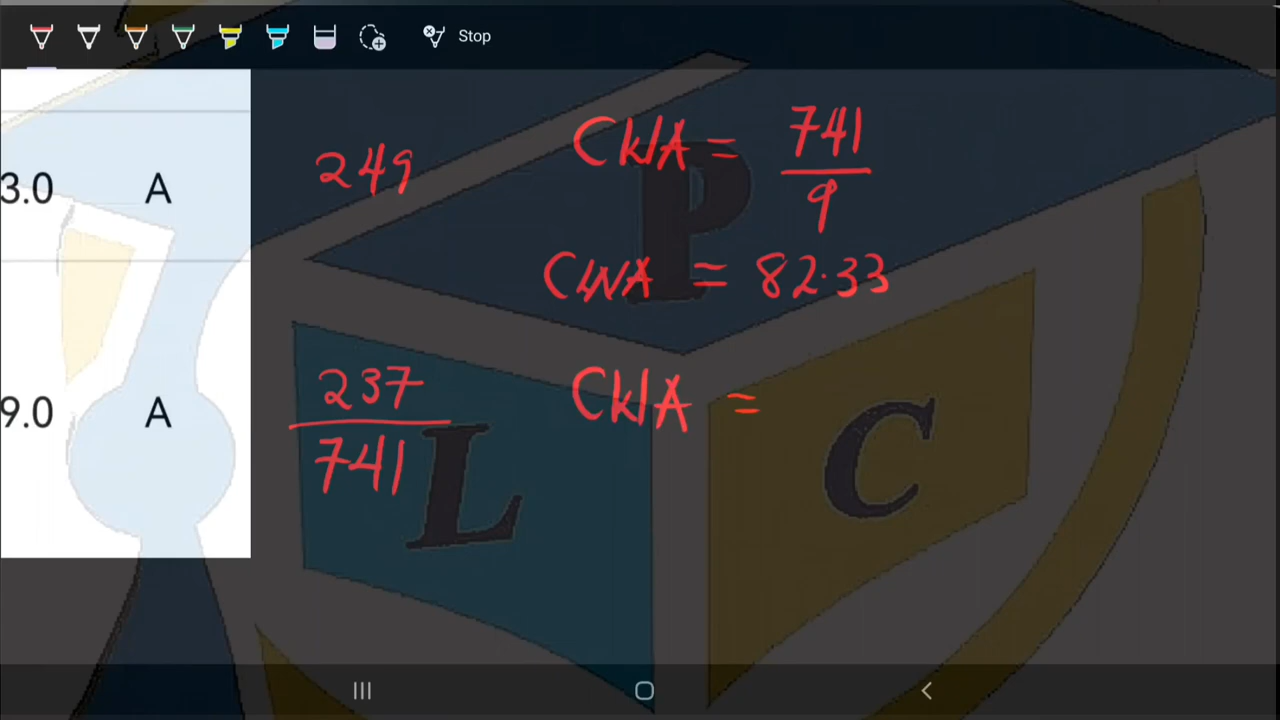 Stop
3.0 A
249
CWA = 741
9
CWA = 82.33
9.0 A
237
741
CWA =
P
L
C